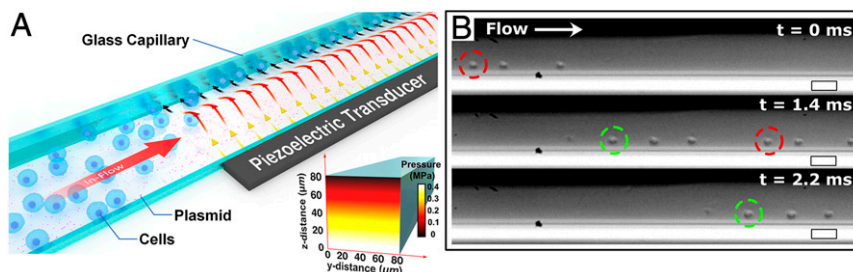 A
Glass Capillary
In-Flow
Plasmid
Cells
Piezoelectric Transducer
Pressure
(MPa)
0.4
0.3
0.2
0.1
0
80
60
40
20
0
z-distance (μm)
0 20 40 60 80
y-distance (μm)
B
Flow
t = 0 ms
t = 1.4 ms
t = 2.2 ms